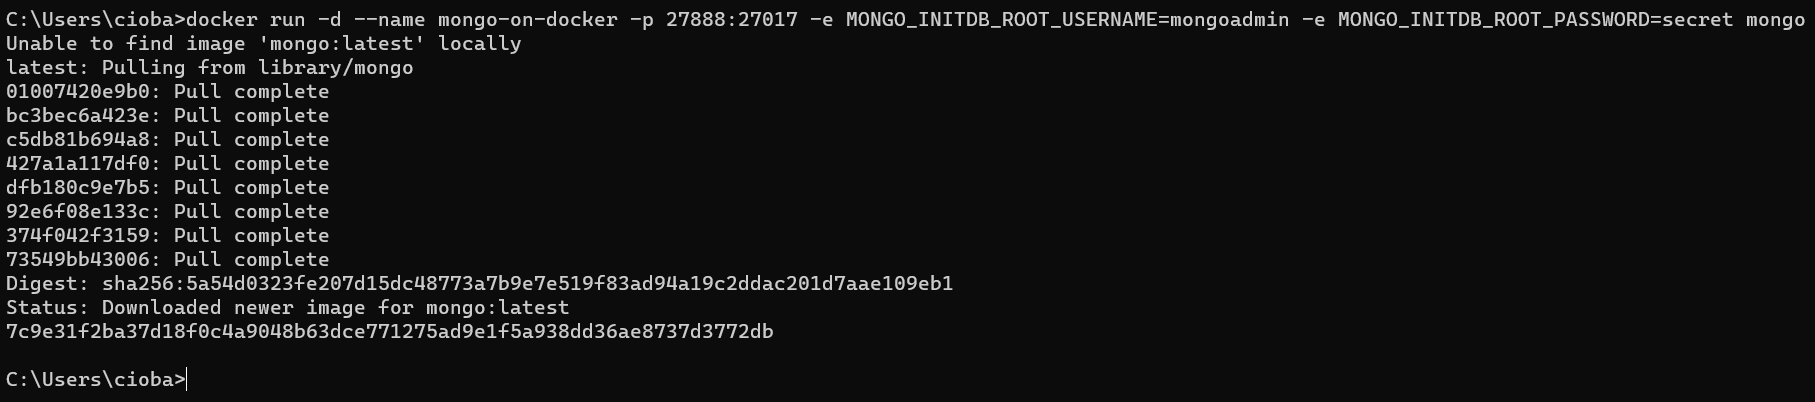 C:\Users\cioba>docker run -d --name mongo-on-docker -p 27888:27017 -e MONGO_INITDB_ROOT_USERNAME=mongoadmin -e MONGO_INITDB_ROOT_PASSWORD=secret mongo
Unable to find image 'mongo:latest' locally
latest: Pulling from library/mongo
01007420e9b0: Pull complete
bc3bec6a423e: Pull complete
c5db81b694a8: Pull complete
427a1a117df0: Pull complete
dfb180c9e7b5: Pull complete
92e6f08e133c: Pull complete
374f042f3159: Pull complete
73549bb43006: Pull complete
Digest: sha256:5a54d0323fe207d15dc48773a7b9e7e519f83ad94a19c2ddac201d7aae109eb1
Status: Downloaded newer image for mongo:latest
7c9e31f2ba37d18f0c4a9048b63dce771275ad9e1f5a938dd36ae8737d3772db
C:\Users\cioba>